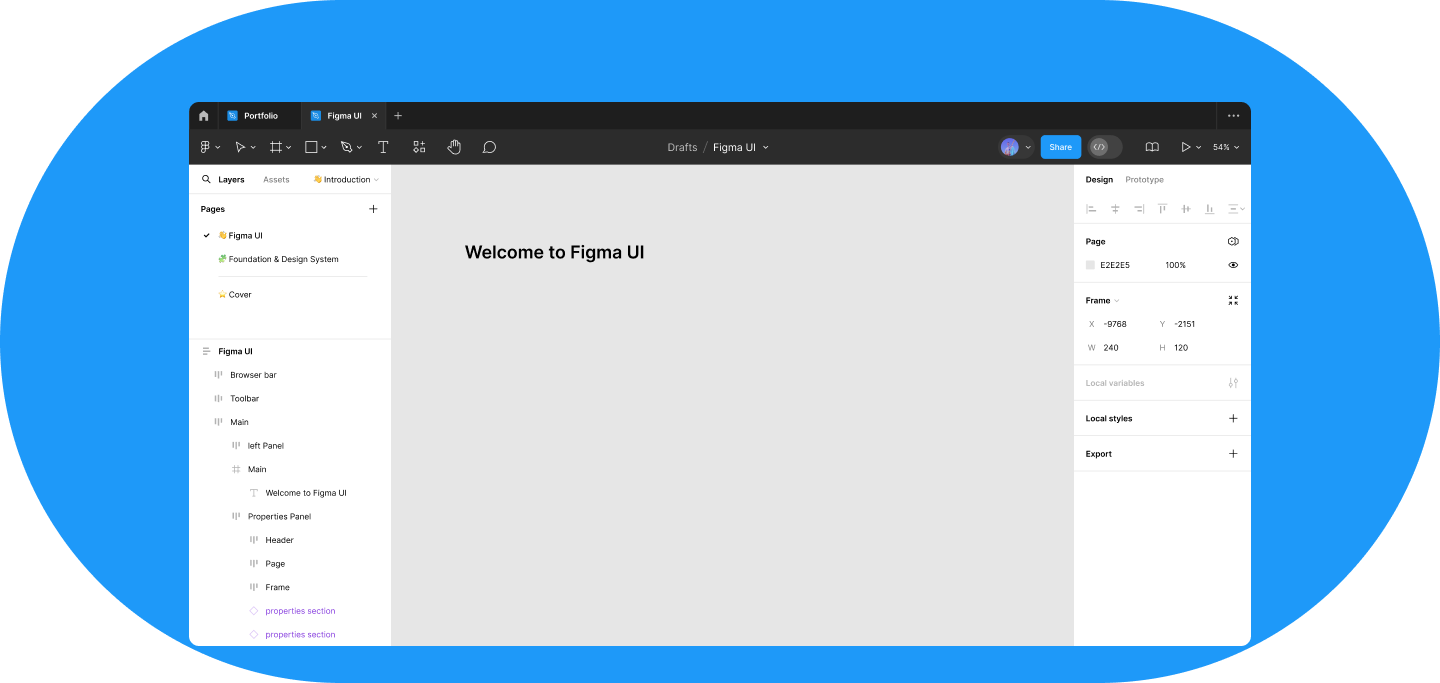 Portfolio
Figma UI
Drafts / Figma UI
Share
54%
Layers Assets 👋 Introduction
Pages
👋 Figma UI
🧩 Foundation & Design System
⭐ Cover
Figma UI
Browser bar
Toolbar
Main
left Panel
Main
Welcome to Figma UI
Properties Panel
Header
Page
Frame
properties section
properties section
Welcome to Figma UI
Design Prototype
Page
E2E2E5 100%
Frame
X -9768 Y -2151
W 240 H 120
Local variables
Local styles
Export